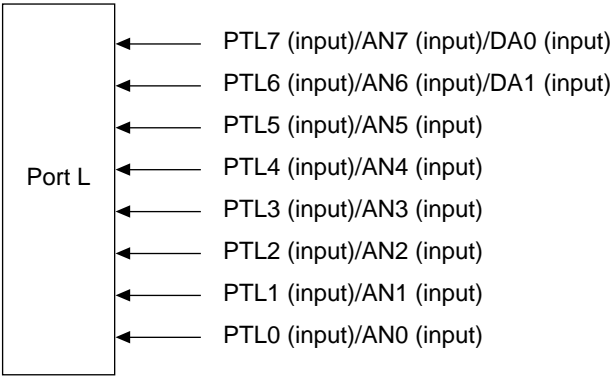 PTL7 (input)/AN7 (input)/DA0 (input)
PTL6 (input)/AN6 (input)/DA1 (input)
PTL5 (input)/AN5 (input)
Port L
PTL4 (input)/AN4 (input)
PTL3 (input)/AN3 (input)
PTL2 (input)/AN2 (input)
PTL1 (input)/AN1 (input)
PTL0 (input)/AN0 (input)